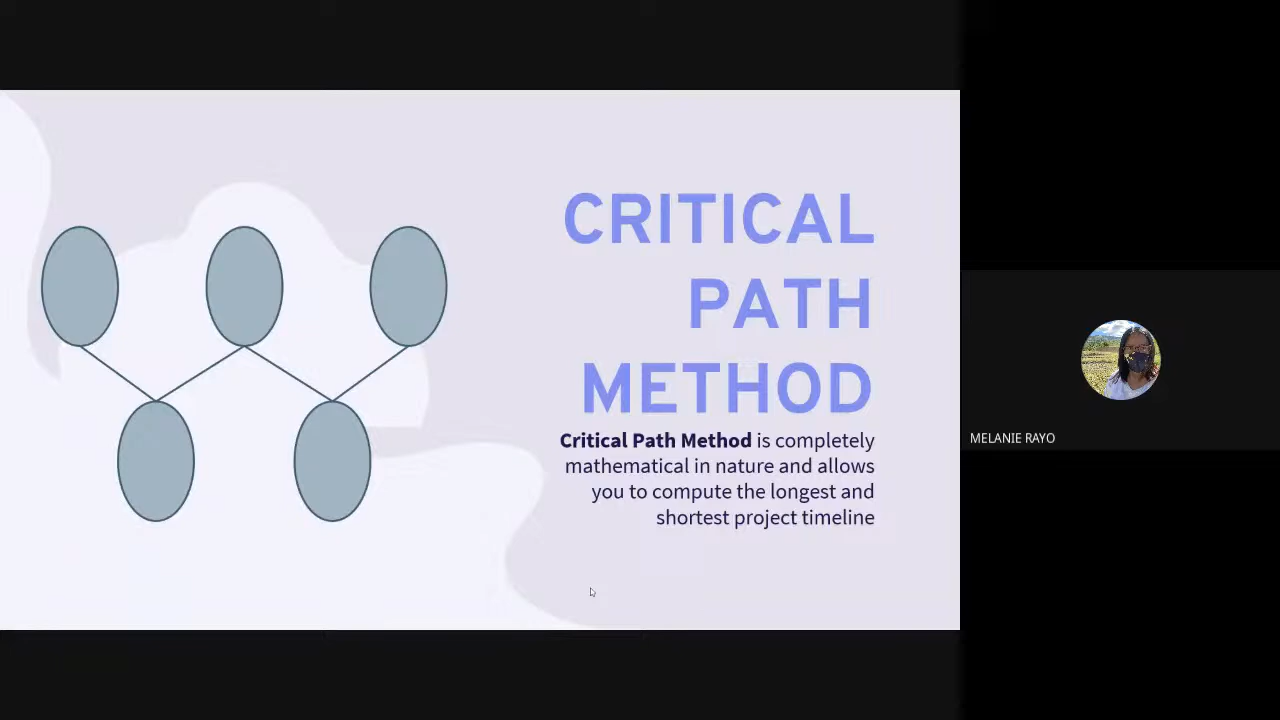 CRITICAL
PATH
METHOD
Critical Path Method is completely
mathematical in nature and allows
you to compute the longest and
shortest project timeline
MELANIE RAYO